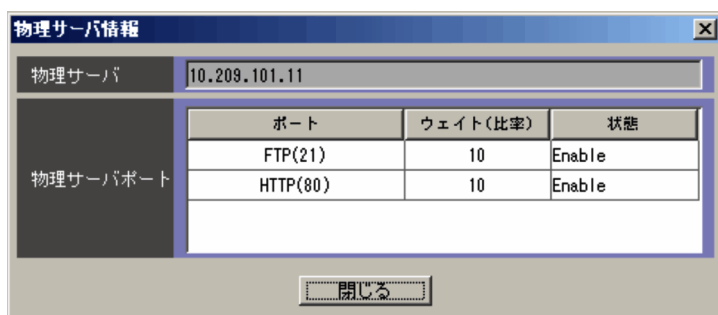 物理サーバ情報
物理サーバ 10.209.101.11
ポート ウェイト(比率) 状態
FTP(21) 10 Enable
物理サーバポート
HTTP(80) 10 Enable
閉じる